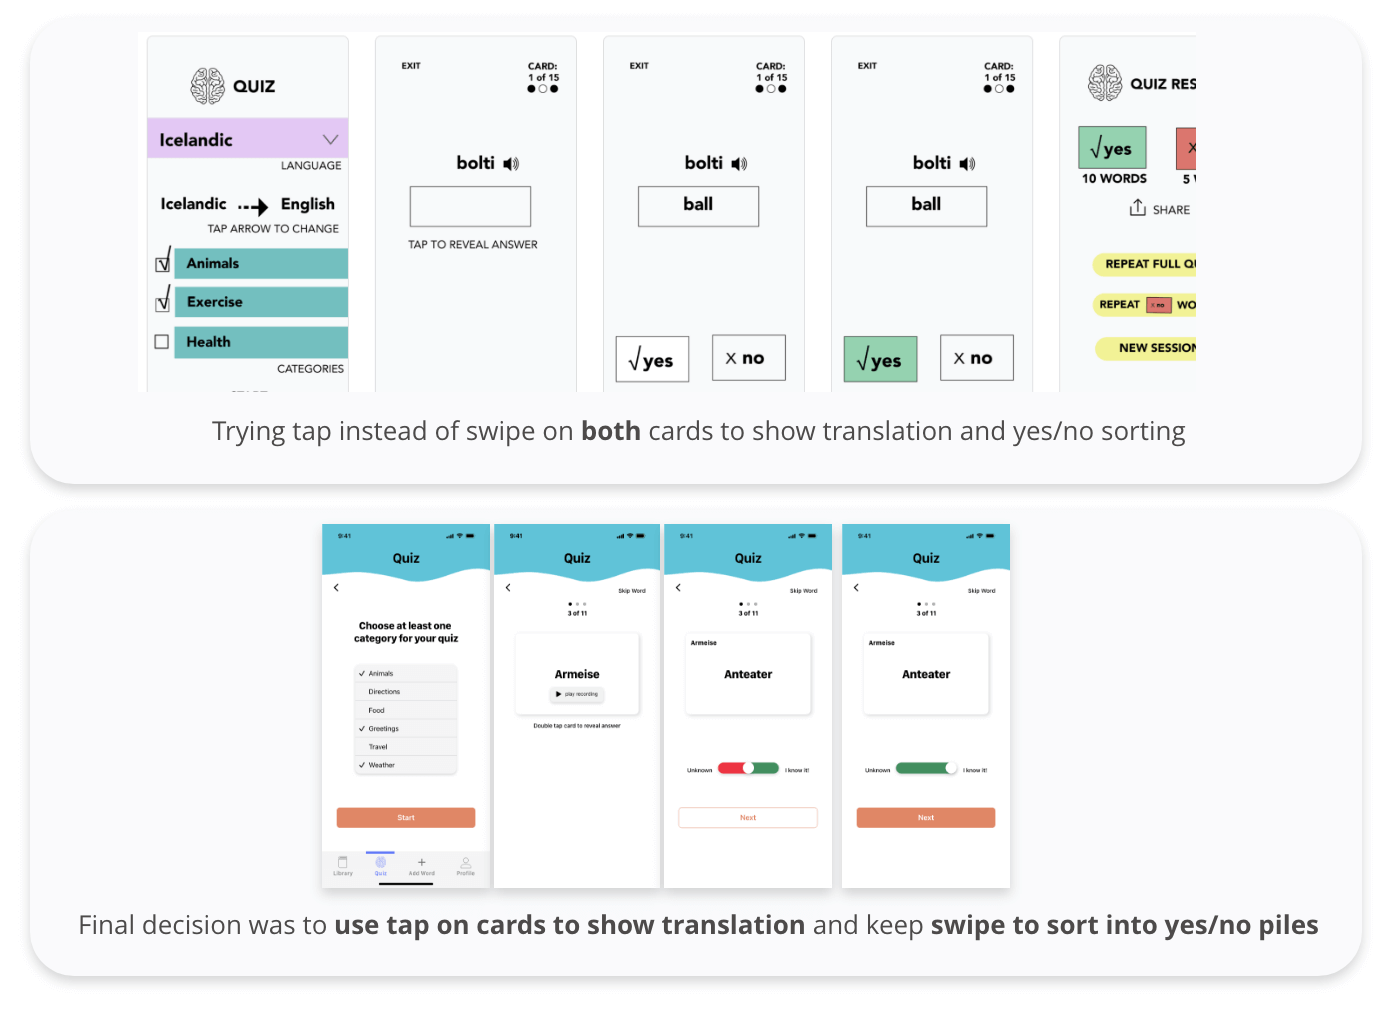 QUIZ
Icelandic
LANGUAGE
Icelandic English
TAP ARROW TO CHANGE
Animals
Exercise
Health
CATEGORIES
EXIT CARD:
1 of 15
bolti
TAP TO REVEAL ANSWER
EXIT CARD:
1 of 15
bolti
ball
√yes X no
EXIT CARD:
1 of 15
bolti
ball
√yes X no
QUIZ RES
√yes X
10 WORDS 5
SHARE
REPEAT FULL QU
REPEAT x no WO
NEW SESSION
Trying tap instead of swipe on both cards to show translation and yes/no sorting
9:41
Quiz
Choose at least one
category for your quiz
Animals
Directions
Food
Greetings
Travel
Weather
Start
Library Quiz Add Word Profile
9:41
Quiz
Skip Word
3 of 11
Armeise
play recording
Double tap card to reveal answer
9:41
Quiz
Skip Word
3 of 11
Armeise
Anteater
Unknown I know it!
Next
9:41
Quiz
Skip Word
3 of 11
Armeise
Anteater
Unknown I know it!
Next
Final decision was to use tap on cards to show translation and keep swipe to sort into yes/no piles